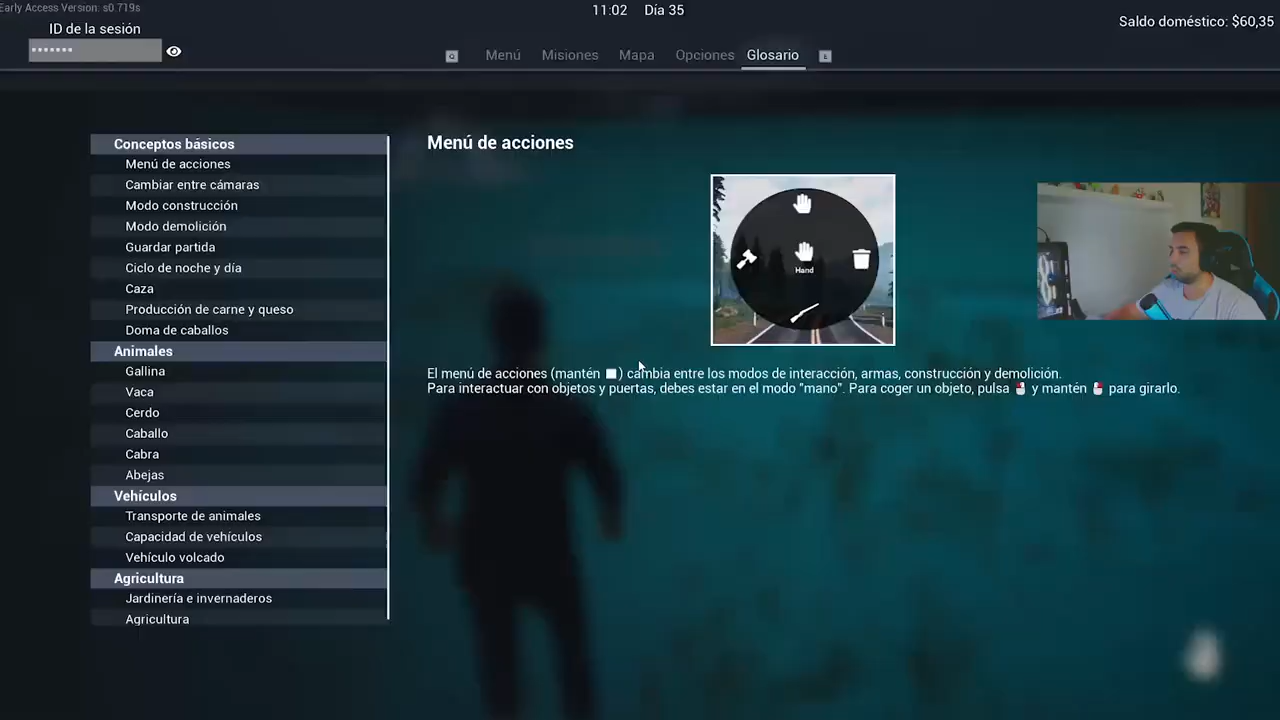 Early Access Version: s0.719s
11:02 Día 35
ID de la sesión
Saldo doméstico: $60,35
•••••••
Q Menú Misiones Mapa Opciones Glosario E
Conceptos básicos
Menú de acciones
Cambiar entre cámaras
Modo construcción
Modo demolición
Guardar partida
Ciclo de noche y día
Caza
Producción de carne y queso
Doma de caballos
Animales
Gallina
Vaca
Cerdo
Caballo
Cabra
Abejas
Vehículos
Transporte de animales
Capacidad de vehículos
Vehículo volcado
Agricultura
Jardinería e invernaderos
Agricultura
Menú de acciones
Hand
El menú de acciones (mantén ) cambia entre los modos de interacción, armas, construcción y demolición.
Para interactuar con objetos y puertas, debes estar en el modo "mano". Para coger un objeto, pulsa y mantén para girarlo.